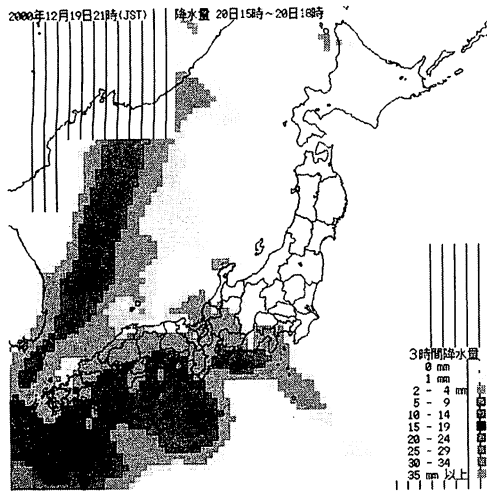 2000年12月19日21時(JST) 降水量 20日15時～20日18時
3時間降水量
0 mm
1 mm
2 - 4 mm
5 - 9
10 - 14
15 - 19
20 - 24
25 - 29
30 - 34
35 mm 以上